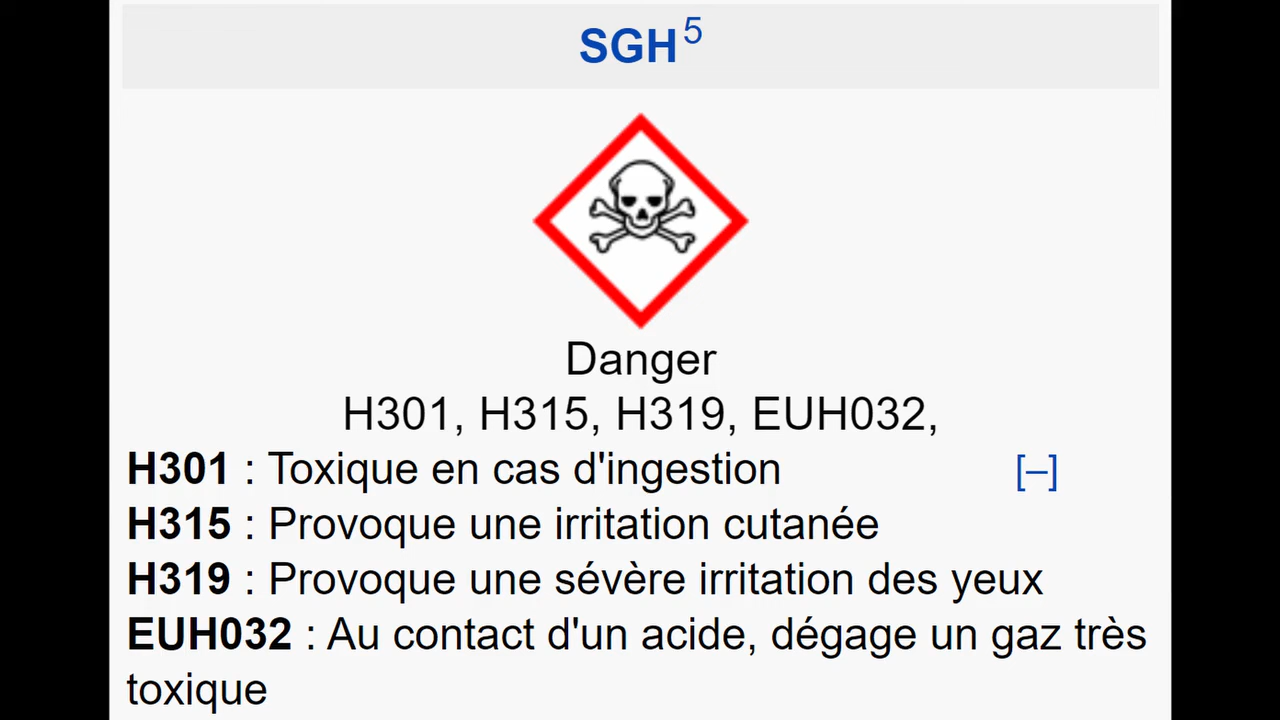 SGH5
Danger
H301, H315, H319, EUH032,
H301 : Toxique en cas d'ingestion [–]
H315 : Provoque une irritation cutanée
H319 : Provoque une sévère irritation des yeux
EUH032 : Au contact d'un acide, dégage un gaz très
toxique